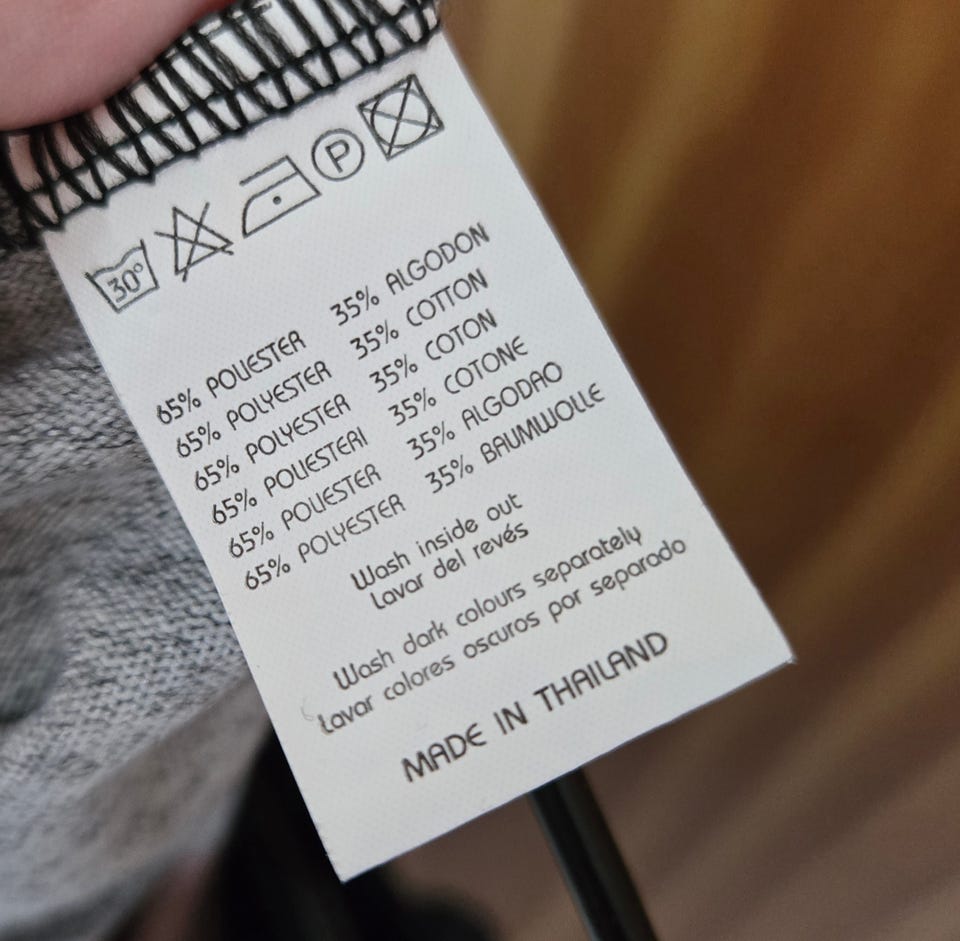 30° P
65% POLIESTER 35% ALGODON
65% POLYESTER 35% COTTON
65% POLYESTER 35% COTON
65% POLIESTERI 35% COTONE
65% POLIESTER 35% ALGODAO
65% POLYESTER 35% BAUMWOLLE
Wash inside out
Lavar del revés
Wash dark colours separately
Lavar colores oscuros por separado
MADE IN THAILAND